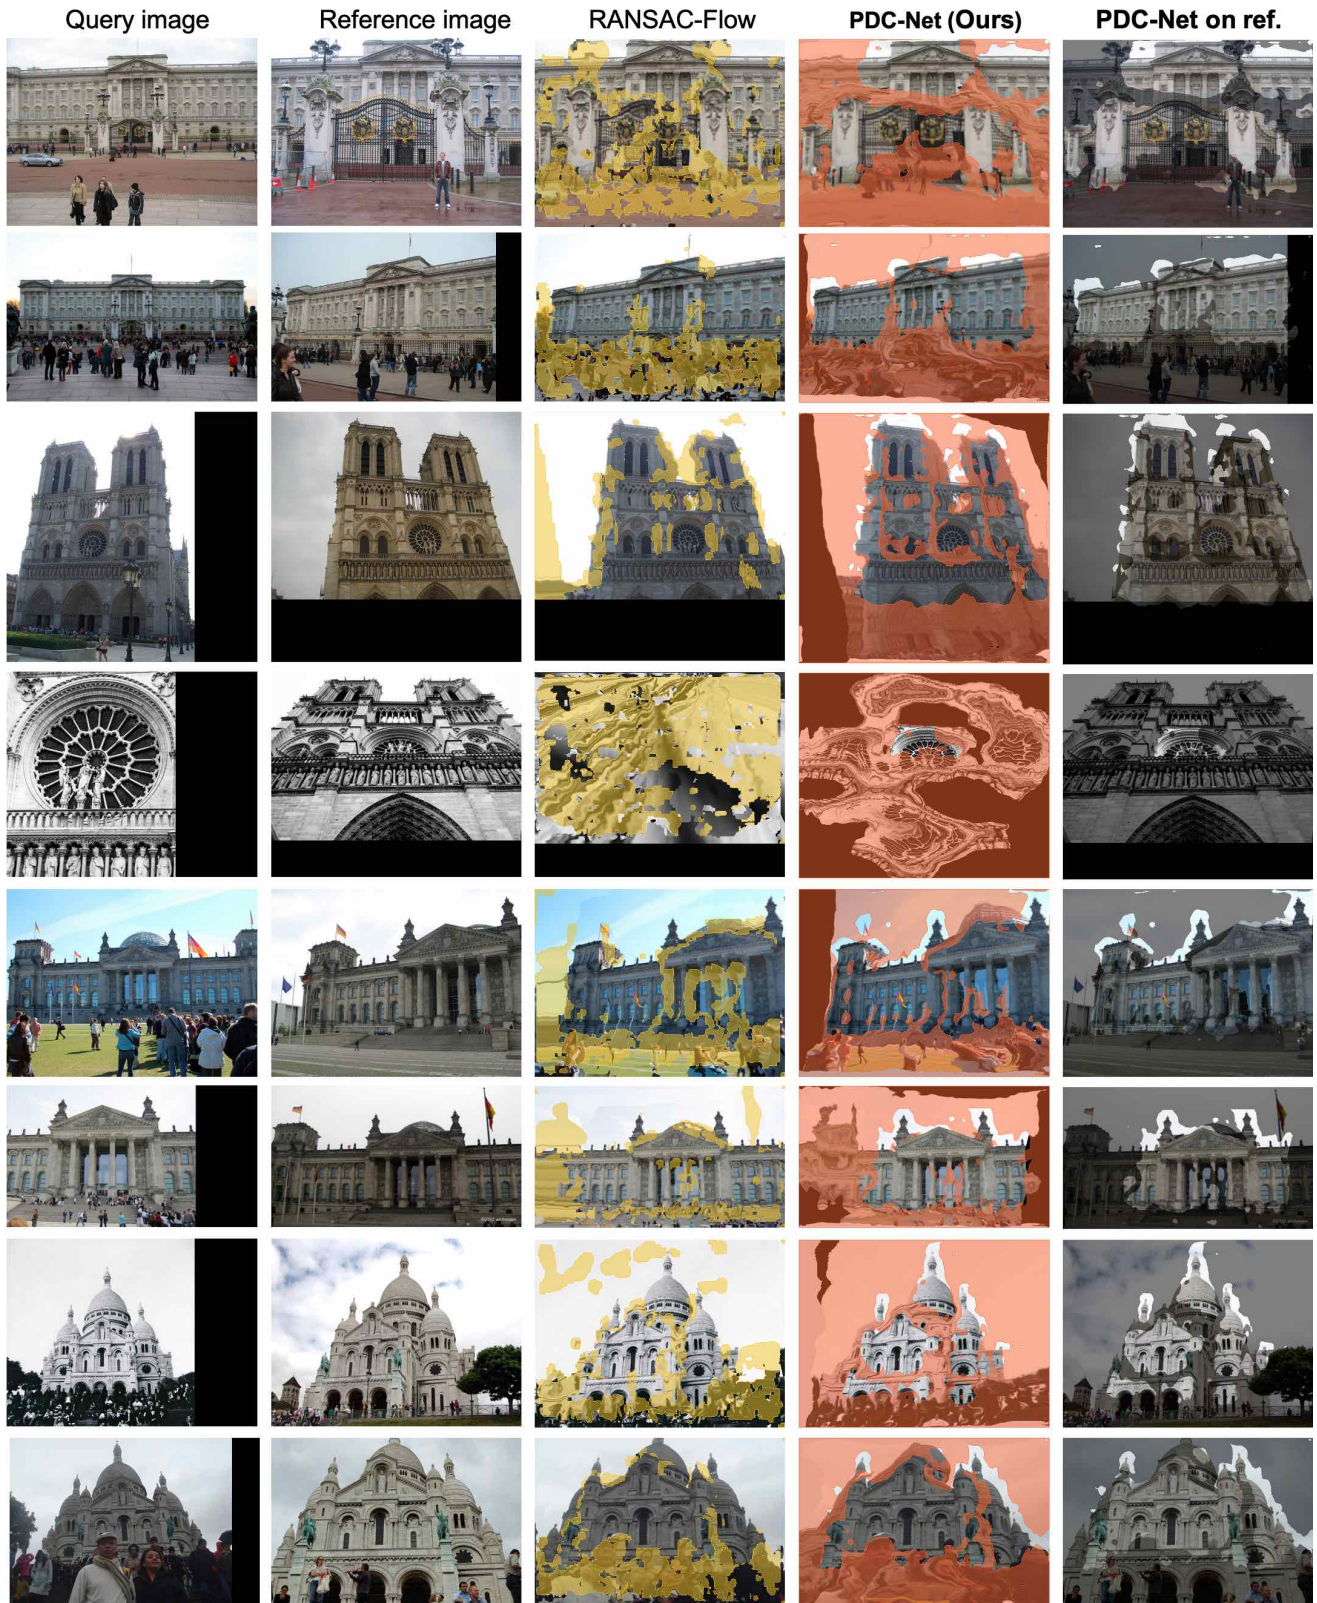 Query image
Reference image
RANSAC-Flow
PDC-Net (Ours)
PDC-Net on ref.